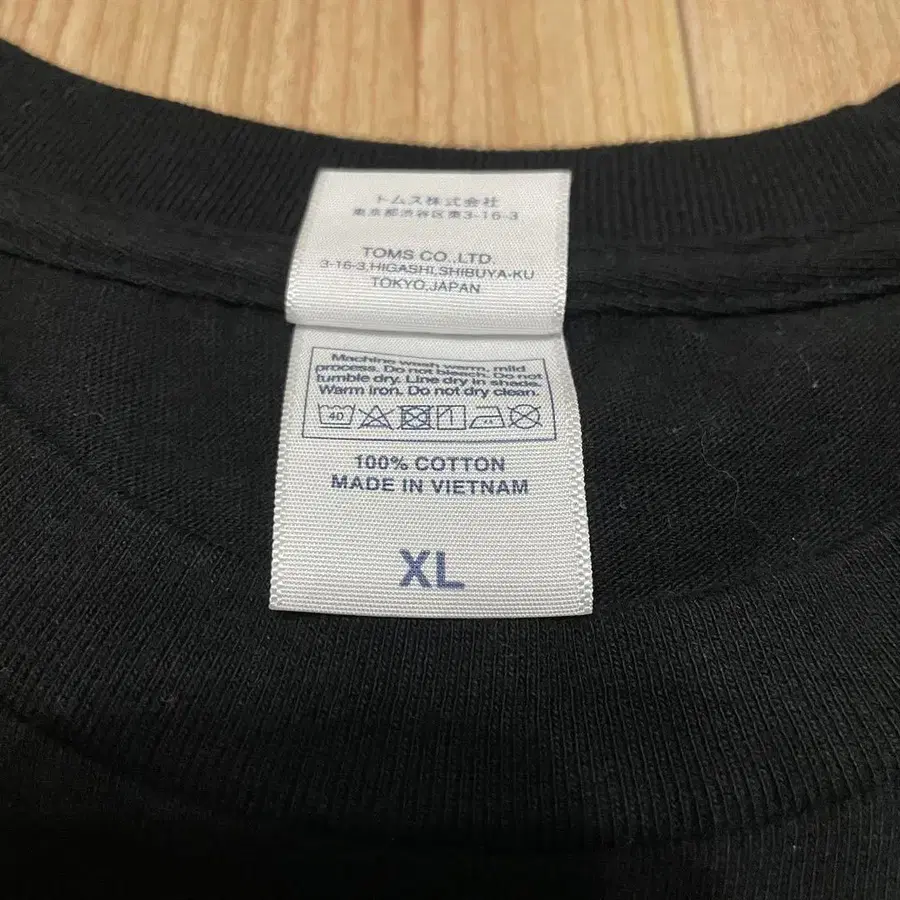 トムス株式会社
東京都渋谷区東3-16-3
TOMS CO.,LTD.
3-16-3,HIGASHI,SHIBUYA-KU
TOKYO,JAPAN
Machine wash warm, mild
process. Do not bleach. Do not
tumble dry. Line dry in shade.
Warm iron. Do not dry clean.
40
100% COTTON
MADE IN VIETNAM
XL